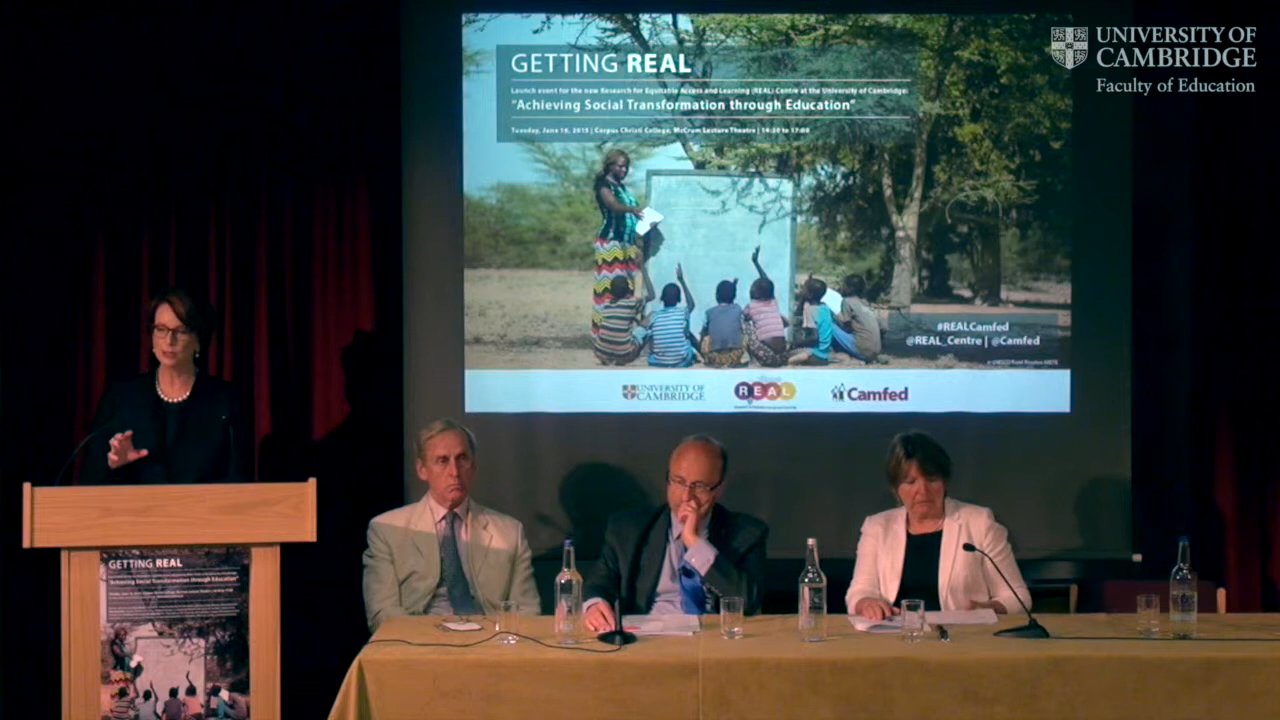 UNIVERSITY OF
CAMBRIDGE
Faculty of Education
GETTING REAL
Launch event for the new Research for Equitable Access and Learning (REAL) Centre at the University of Cambridge:
"Achieving Social Transformation through Education"
Tuesday, June 16, 2015 | Corpus Christi College, McCrum Lecture Theatre | 14:30 to 17:00
#REALCamfed
@REAL_Centre | @Camfed
UNIVERSITY OF
CAMBRIDGE
REAL
Camfed
GETTING REAL
"Achieving Social Transformation through Education"